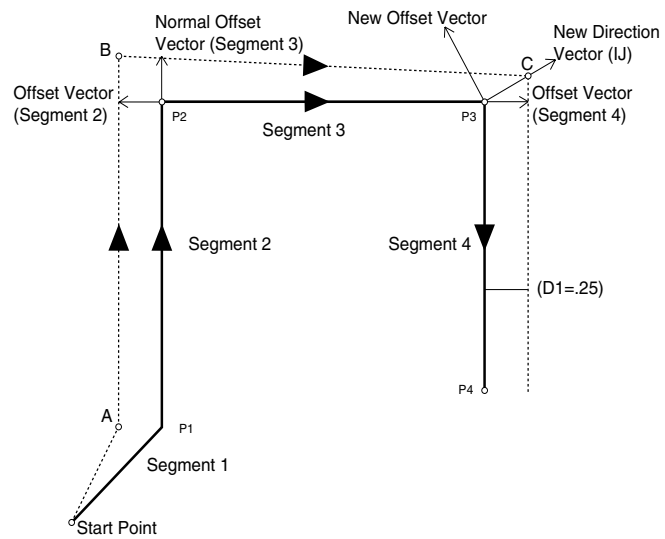 Normal Offset
Vector (Segment 3)
New Offset Vector
New Direction
Vector (IJ)
B
C
Offset Vector
(Segment 2)
P2
P3
Offset Vector
(Segment 4)
Segment 3
Segment 2
Segment 4
(D1=.25)
P4
A
P1
Segment 1
Start Point